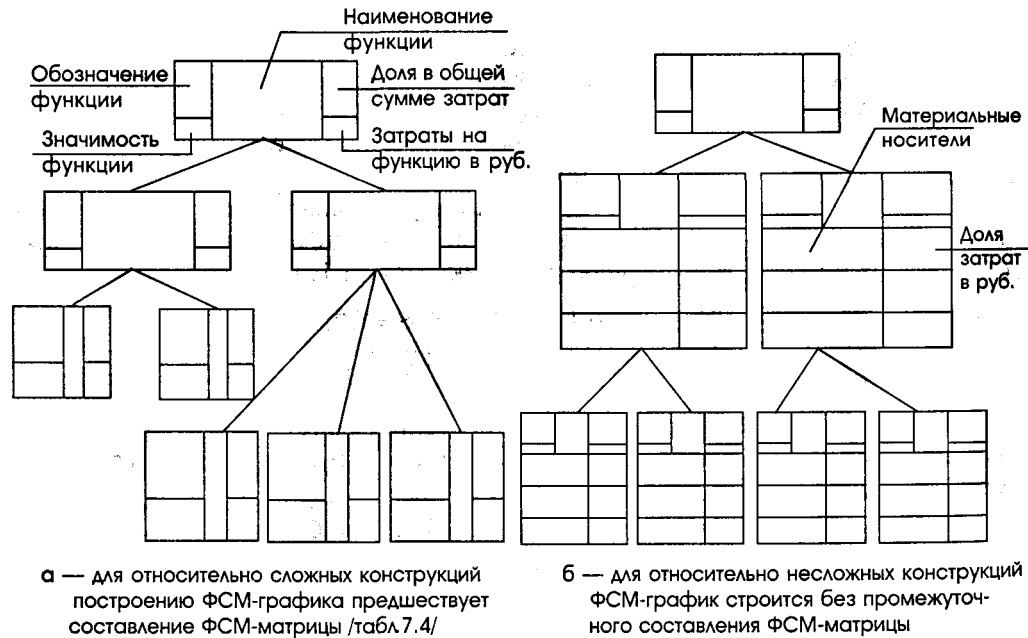 Наименование
функции
Обозначение
функции
Доля в общей
сумме затрат
Значимость
функции
Затраты на
функцию в руб.
Материальные
носители
Доля
затрат
в руб.
а — для относительно сложных конструкций
построению ФСМ-графика предшествует
составление ФСМ-матрицы /табл.7.4/
б — для относительно несложных конструкций
ФСМ-график строится без промежуточ-
ного составления ФСМ-матрицы